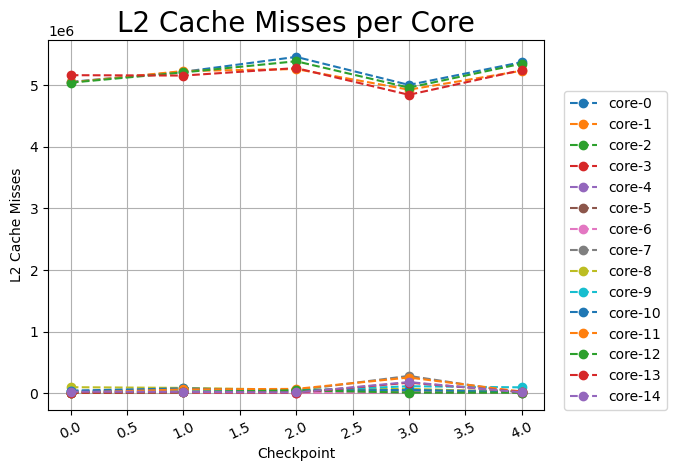 L2 Cache Misses per Core
1e6
5
4
3
2
1
0
L2 Cache Misses
0.0
0.5
1.0
1.5
2.0
2.5
3.0
3.5
4.0
Checkpoint
core-0
core-1
core-2
core-3
core-4
core-5
core-6
core-7
core-8
core-9
core-10
core-11
core-12
core-13
core-14